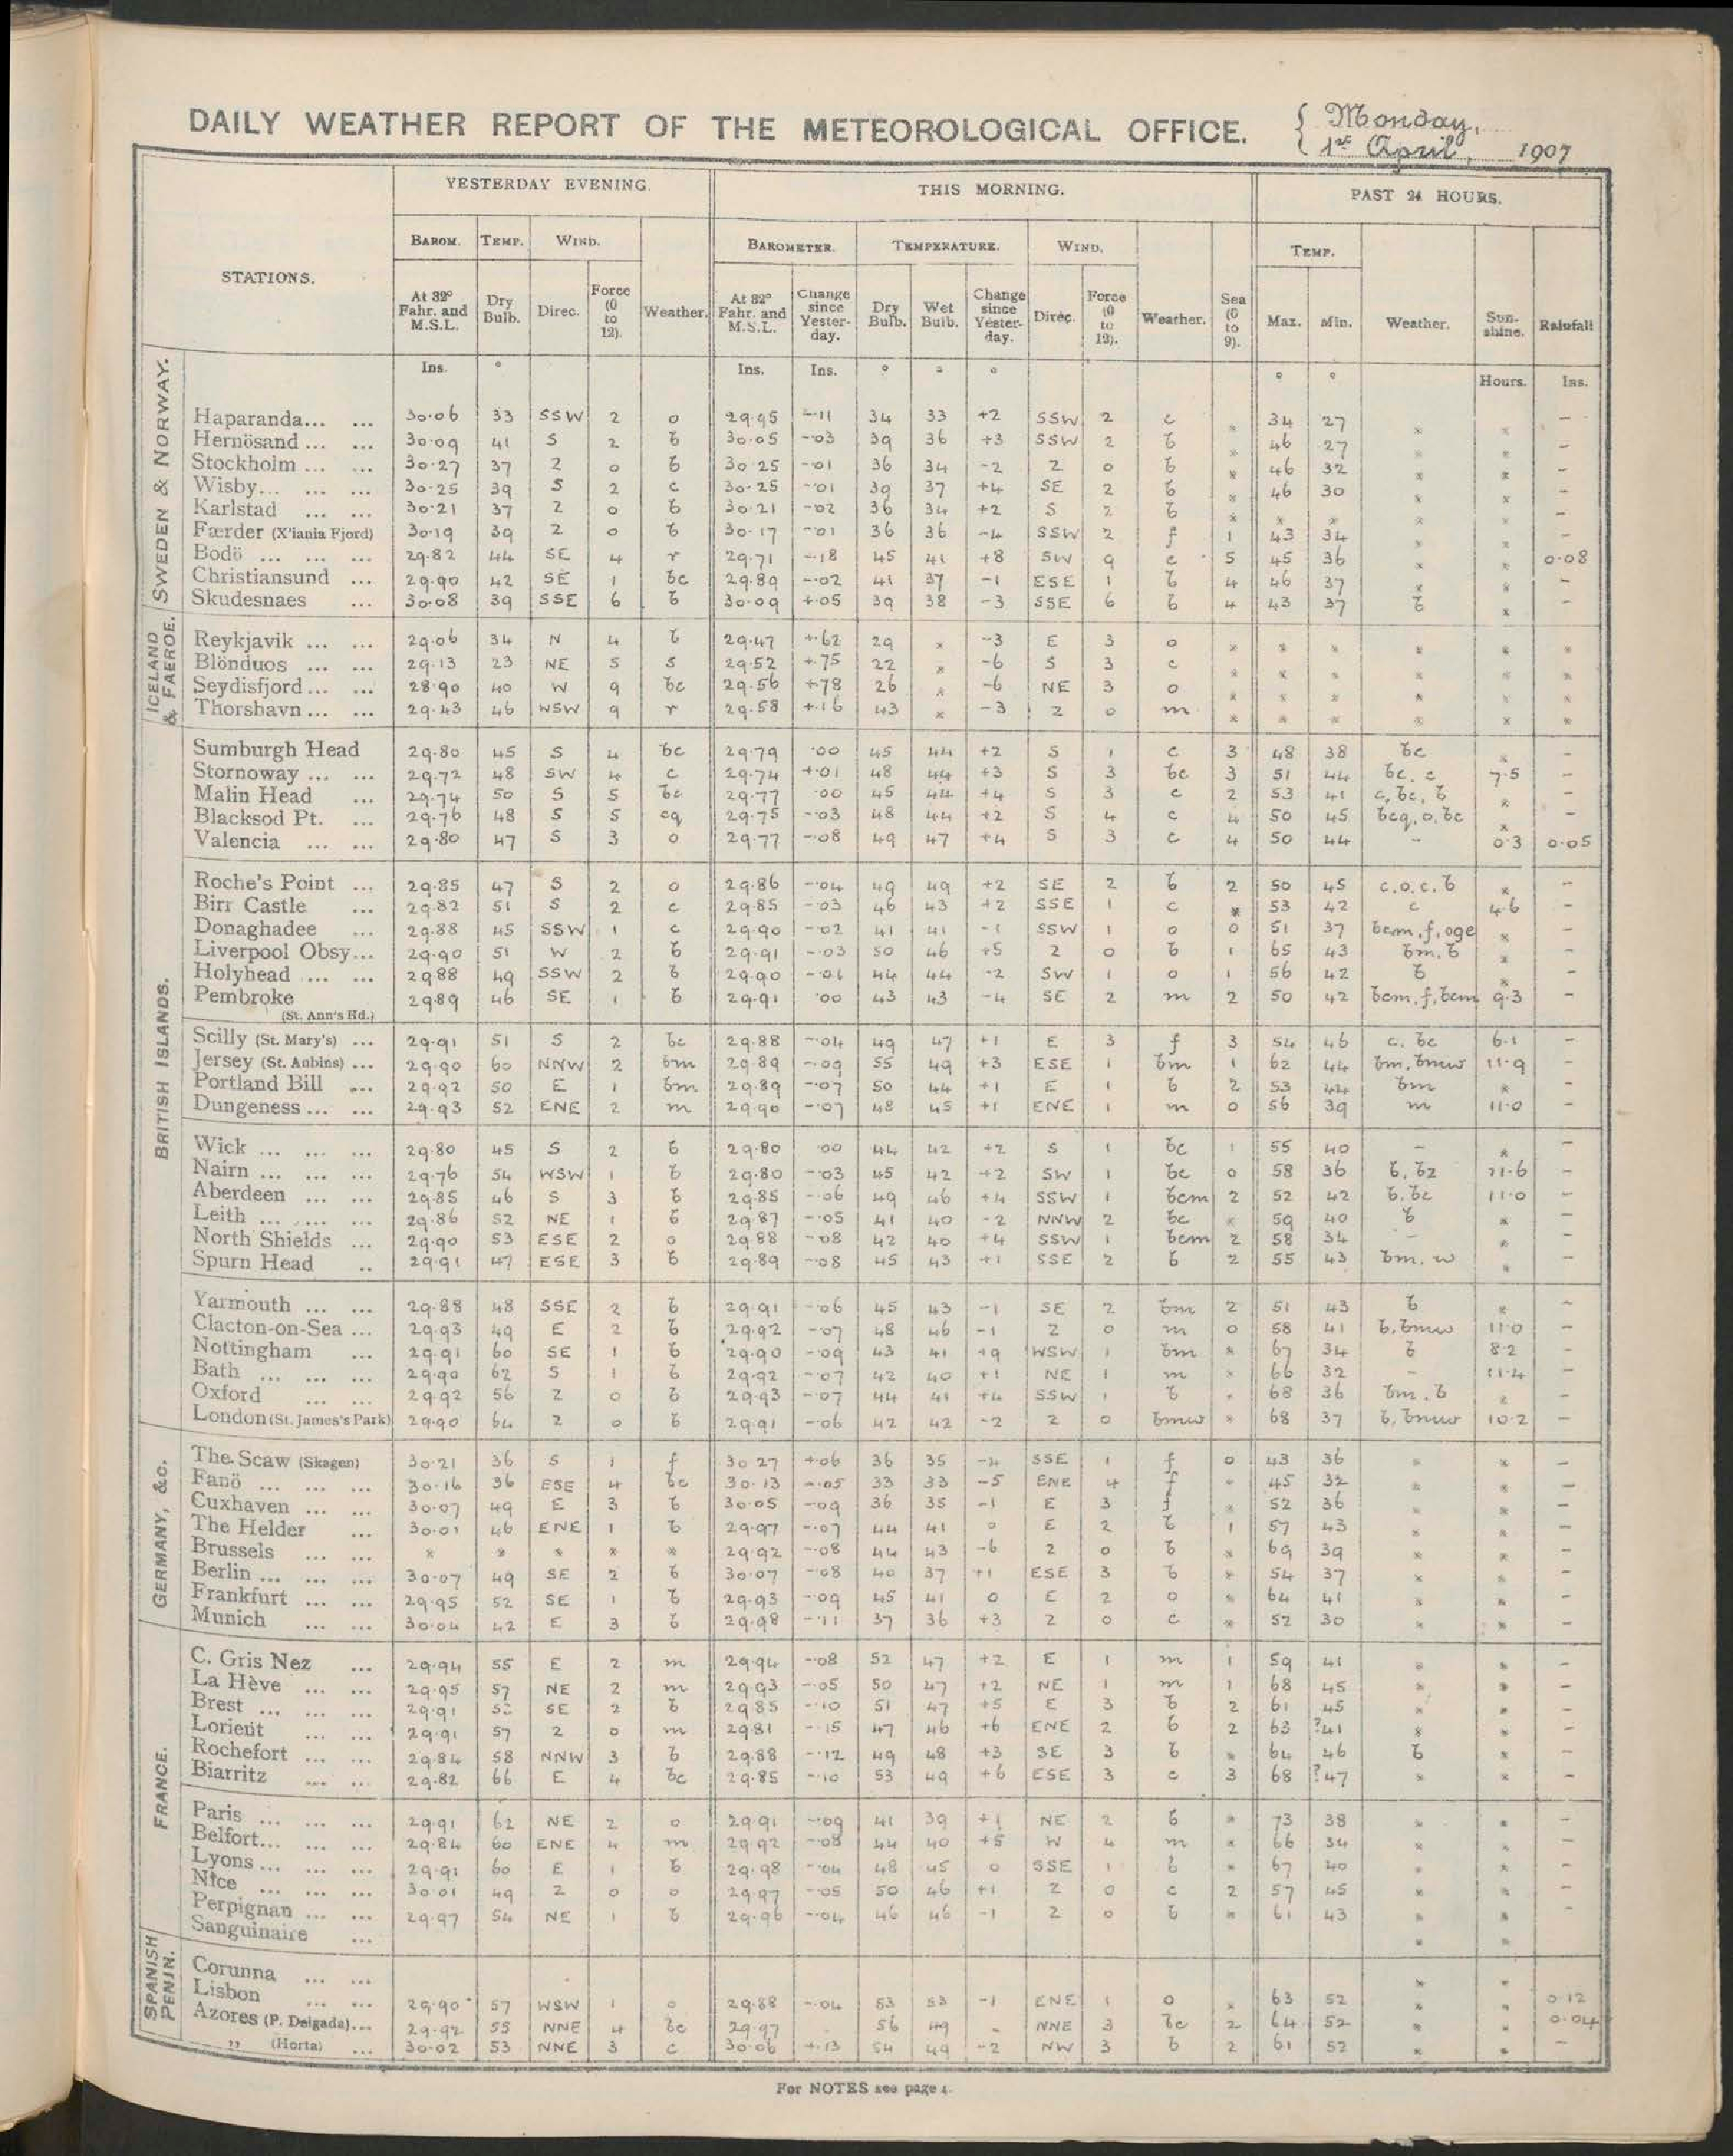 DAILY WEATHER REPORT OF THE METEOROLOGICAL OFFICE. { Monday, 1st April, 1907
STATIONS. YESTERDAY EVENING. THIS MORNING. PAST 24 HOURS.
BAROM. TEMP. WIND. BAROMETER. TEMPERATURE. WIND. TEMP.
At 32° Fahr. and M.S.L. Dry Bulb. Direc. Force (0 to 12). Weather. At 32° Fahr. and M.S.L. Change since Yester-day. Dry Bulb. Wet Bulb. Change since Yester-day. Direc. Force (0 to 12). Weather. Sea (0 to 9). Max. Min. Weather. Sun-shine. Rainfall
Ins. ° Ins. Ins. ° ° ° ° ° Hours. Ins.
SWEDEN & NORWAY.
Haparanda... ... 30.06 33 SSW 2 o 29.95 -.11 34 33 +2 SSW 2 c * 34 27 * * -
Hernösand ... ... 30.09 41 S 2 b 30.05 -.03 39 36 +3 SSW 2 b * 46 27 * * -
Stockholm ... ... 30.27 37 Z 0 b 30.25 -.01 36 34 -2 Z 0 b * 46 32 * * -
Wisby... ... ... 30.25 39 S 2 c 30.25 -.01 39 37 +4 SE 2 b * 46 30 * * -
Karlstad ... ... 30.21 37 Z 0 b 30.21 -.02 36 34 +2 S 2 b * * * * * -
Færder (X'iania Fjord) 30.19 39 Z 0 b 30.17 -.01 36 36 -4 SSW 2 f 1 43 34 * * -
Bodö ... ... ... 29.82 44 SE 4 r 29.71 -.18 45 41 +8 SW 9 c 5 45 36 * * 0.08
Christiansund ... 29.90 42 SE 1 bc 29.89 -.02 41 37 -1 ESE 1 b 4 46 37 * * -
Skudesnaes ... 30.08 39 SSE 6 b 30.09 +.05 39 38 -3 SSE 6 b 4 43 37 b * -
ICELAND & FAEROE.
Reykjavik ... ... 29.06 34 N 4 b 29.47 +.62 29 * -3 E 3 o * * * * * *
Blönduos ... ... 29.13 23 NE 5 s 29.52 +.75 22 * -6 S 3 c * * * * * *
Seydisfjord ... ... 28.90 40 W 9 bc 29.56 +.78 26 * -6 NE 3 o * * * * * *
Thorshavn ... ... 29.43 46 WSW 9 r 29.58 +.16 43 * -3 Z 0 m * * * * * *
BRITISH ISLANDS.
Sumburgh Head 29.80 45 S 4 bc 29.79 .00 45 44 +2 S 1 c 3 48 38 bc * -
Stornoway ... ... 29.72 48 SW 4 c 29.74 +.01 48 44 +3 S 3 bc 3 51 44 bc, c 7.5 -
Malin Head ... 29.74 50 S 5 bc 29.77 .00 45 44 +4 S 3 c 2 53 41 c, bc, b * -
Blacksod Pt. ... 29.76 48 S 5 cq 29.75 -.03 48 44 +2 S 4 c 4 50 45 bcq, o, bc * -
Valencia ... ... 29.80 47 S 3 o 29.77 -.08 49 47 +4 S 3 c 4 50 44 - 0.3 0.05
Roche's Point ... 29.85 47 S 2 o 29.86 -.04 49 49 +2 SE 2 b 2 50 45 c, o, c, b * -
Birr Castle ... 29.82 51 S 2 c 29.85 -.03 46 43 +2 SSE 1 c * 53 42 c 4.6 -
Donaghadee ... 29.88 45 SSW 1 c 29.90 -.02 41 41 -1 SSW 1 o 0 51 37 bcm, f, oge * -
Liverpool Obsy... 29.90 51 W 2 b 29.91 -.03 50 46 +5 Z 0 b 1 65 43 bm, b * -
Holyhead ... ... 29.88 49 SSW 2 b 29.90 44 44 -2 SW 1 o 1 56 42 b * -
Pembroke (St. Ann's Hd.) 29.89 46 SE 1 b 29.91 .00 43 43 -4 SE 2 m 2 50 42 bcm, f, bcm 9.3 -
Scilly (St. Mary's) ... 29.91 51 S 2 bc 29.88 -.04 49 47 +1 E 3 f 3 54 46 c, bc 6.1 -
Jersey (St. Aubins) ... 29.90 60 NNW 2 bm 29.89 -.09 55 49 +3 ESE 1 bm 1 62 44 bm, bmw 11.9 -
Portland Bill ... 29.92 50 E 1 bm 29.89 -.07 50 44 +1 E 1 b 2 53 44 bm * -
Dungeness ... ... 29.93 52 ENE 2 m 29.90 -.07 48 45 +1 ENE 1 m 0 56 39 m 11.0 -
Wick ... ... ... 29.80 45 S 2 b 29.80 .00 44 42 +2 S 1 bc 1 55 40 - * -
Nairn ... ... ... 29.76 54 WSW 1 b 29.80 -.03 45 42 +2 SW 1 bc 0 58 36 b, bz 11.6 -
Aberdeen ... ... 29.85 46 S 3 b 29.85 -.06 49 46 +4 SSW 1 bcm 2 52 42 b, bc 11.0 -
Leith ... ... ... 29.86 52 NE 1 b 29.87 -.05 41 40 -2 NNW 2 bc * 59 40 b * -
North Shields ... 29.90 53 ESE 2 o 29.88 -.08 42 40 +4 SSW 1 bcm 2 58 34 - * -
Spurn Head .. 29.91 47 ESE 3 b 29.89 -.08 45 43 +1 SSE 2 b 2 55 43 bm, w * -
Yarmouth ... ... 29.88 48 SSE 2 b 29.91 -.06 45 43 -1 SE 2 bm 2 51 43 b * -
Clacton-on-Sea ... 29.93 49 E 2 b 29.92 -.07 48 46 -1 Z 0 m 0 58 41 b, bmw 11.0 -
Nottingham ... 29.91 60 SE 1 b 29.90 -.09 43 41 +9 WSW 1 bm * 67 34 b 8.2 -
Bath ... ... ... 29.90 62 S 1 b 29.92 -.07 42 40 +1 NE 1 m * 66 32 - 11.4 -
Oxford ... ... 29.92 56 Z 0 b 29.93 -.07 44 41 +4 SSW 1 b * 68 36 bm, b * -
London (St. James's Park) 29.90 64 Z 0 b 29.91 -.06 42 42 -2 Z 0 bmw * 68 37 b, bmw 10.2 -
GERMANY, &c.
The Scaw (Skagen) 30.21 36 S 1 f 30.27 +.06 36 35 -4 SSE 1 f 0 43 36 * * -
Fanö ... ... ... 30.16 36 ESE 4 bc 30.13 -.05 33 33 -5 ENE 4 f * 45 32 * * -
Cuxhaven ... ... 30.07 49 E 3 b 30.05 -.09 36 35 -1 E 3 f * 52 36 * * -
The Helder ... 30.01 46 ENE 1 b 29.97 -.07 44 41 0 E 2 b 1 57 43 * * -
Brussels ... ... * * * * * 29.92 -.08 44 43 -6 Z 0 b * 69 39 * * -
Berlin ... ... ... 30.07 49 SE 2 b 30.07 -.08 40 37 +1 ESE 3 b * 54 37 * * -
Frankfurt ... ... 29.95 52 SE 1 b 29.93 -.09 45 41 0 E 2 o * 64 41 * * -
Munich ... ... 30.04 42 E 3 b 29.98 -.11 37 36 +3 Z 0 c * 52 30 * * -
FRANCE.
C. Gris Nez ... 29.94 55 E 2 m 29.94 -.08 52 47 +2 E 1 m 1 59 41 * * -
La Hève ... ... 29.95 57 NE 2 m 29.93 -.05 50 47 +2 NE 1 m 1 68 45 * * -
Brest ... ... ... 29.91 SE 2 b 29.85 -.10 51 47 +5 E 3 b 2 61 45 * * -
Lorient ... ... 29.91 57 Z 0 m 29.81 -.15 47 46 +6 ENE 2 b 2 63 ?41 * * -
Rochefort ... ... 29.84 58 NNW 3 b 29.88 -.12 49 48 +3 SE 3 b * 64 46 b * -
Biarritz ... ... 29.82 66 E 4 bc 29.85 -.10 53 49 +6 ESE 3 c 3 68 ?47 * * -
Paris ... ... ... 29.91 62 NE 2 o 29.91 -.09 41 39 +1 NE 2 b * 73 38 * * -
Belfort... ... ... 29.84 60 ENE 4 m 29.92 -.08 44 40 +5 W 4 m * 66 34 * * -
Lyons ... ... ... 29.91 60 E 1 b 29.98 -.04 48 45 0 SSE 1 b * 67 40 * * -
Nice ... ... ... 30.01 49 Z 0 o 29.97 -.05 50 46 +1 Z 0 c 2 57 45 * * -
Perpignan ... ... 29.97 54 NE 1 b 29.96 -.04 46 46 -1 Z 0 b * 61 43 * * -
Sanguinaire ... * *
SPANISH PENIN.
Corunna ... ... * *
Lisbon ... ... 29.90 57 WSW 1 o 29.88 -.04 53 53 -1 ENE 1 o * 63 52 * * 0.12
Azores (P. Delgada)... 29.92 55 NNE 4 bc 29.97 56 49 - NNE 3 bc 2 64 52 * * 0.04
" (Horta) ... 30.02 53 NNE 3 c 30.06 +.13 54 49 -2 NW 3 b 2 61 52 * * -
For NOTES see page 4.